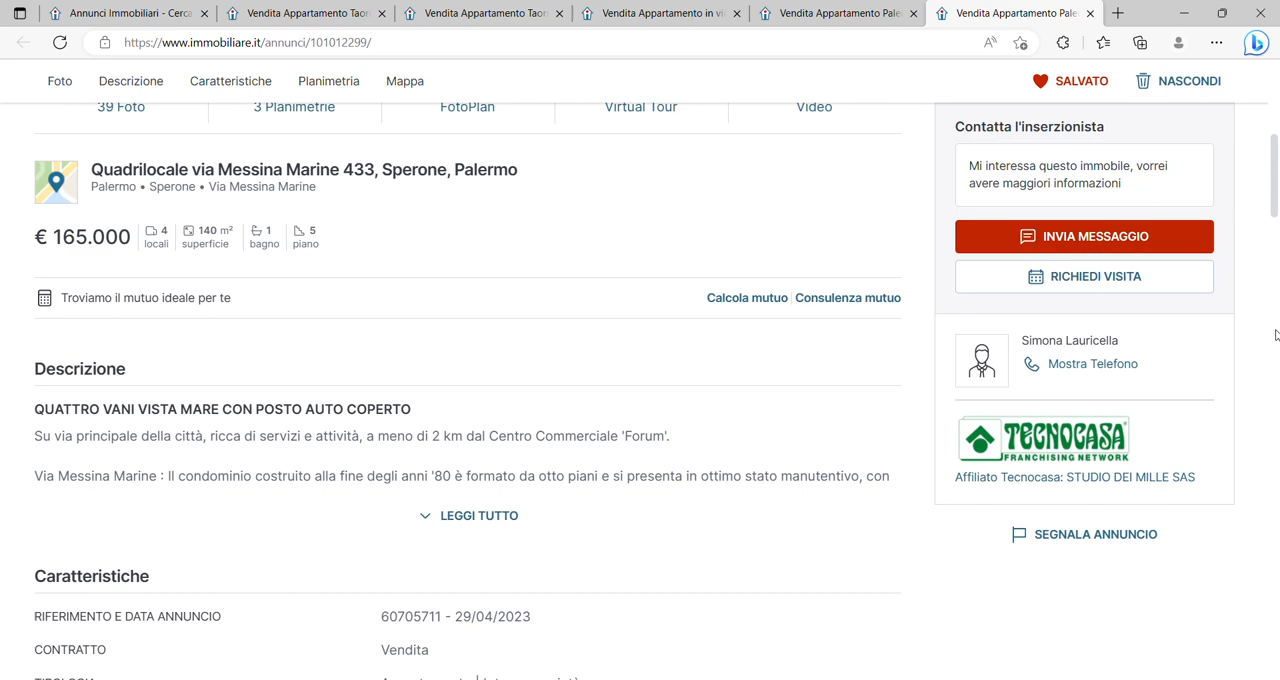 Annunci Immobiliari - Cerca
Vendita Appartamento Taor
Vendita Appartamento Taor
Vendita Appartamento in vi
Vendita Appartamento Pale
Vendita Appartamento Pale
https://www.immobiliare.it/annunci/101012299/
Foto Descrizione Caratteristiche Planimetria Mappa
SALVATO NASCONDI
39 Foto 3 Planimetrie FotoPlan Virtual Tour Video
Quadrilocale via Messina Marine 433, Sperone, Palermo
Palermo • Sperone • Via Messina Marine
€ 165.000
4 locali
140 m² superficie
1 bagno
5 piano
Troviamo il mutuo ideale per te
Calcola mutuo Consulenza mutuo
Descrizione
QUATTRO VANI VISTA MARE CON POSTO AUTO COPERTO
Su via principale della città, ricca di servizi e attività, a meno di 2 km dal Centro Commerciale 'Forum'.
Via Messina Marine : Il condominio costruito alla fine degli anni '80 è formato da otto piani e si presenta in ottimo stato manutentivo, con
LEGGI TUTTO
Caratteristiche
RIFERIMENTO E DATA ANNUNCIO 60705711 - 29/04/2023
CONTRATTO Vendita
Contatta l'inserzionista
Mi interessa questo immobile, vorrei
avere maggiori informazioni
INVIA MESSAGGIO
RICHIEDI VISITA
Simona Lauricella
Mostra Telefono
TECNOCASA
FRANCHISING NETWORK
Affiliato Tecnocasa: STUDIO DEI MILLE SAS
SEGNALA ANNUNCIO